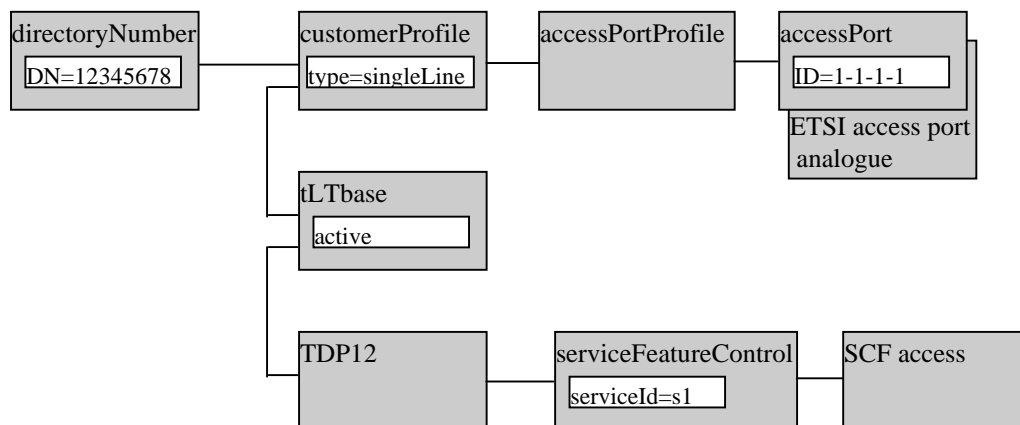 directoryNumber
DN=12345678
customerProfile
type=singleLine
accessPortProfile
accessPort
ID=1-1-1-1
ETSI access port
analogue
tLTbase
active
TDP12
serviceFeatureControl
serviceId=s1
SCF access